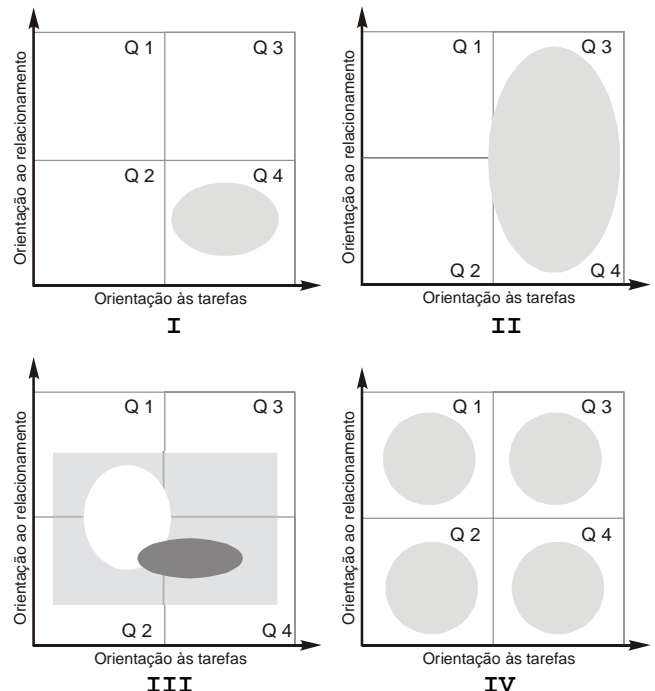 Orientação ao relacionamento
Q 1
Q 3
Q 2
Q 4
Orientação às tarefas
I
Orientação ao relacionamento
Q 1
Q 3
Q 2
Q 4
Orientação às tarefas
II
Orientação ao relacionamento
Q 1
Q 3
Q 2
Q 4
Orientação às tarefas
III
Orientação ao relacionamento
Q 1
Q 3
Q 2
Q 4
Orientação às tarefas
IV